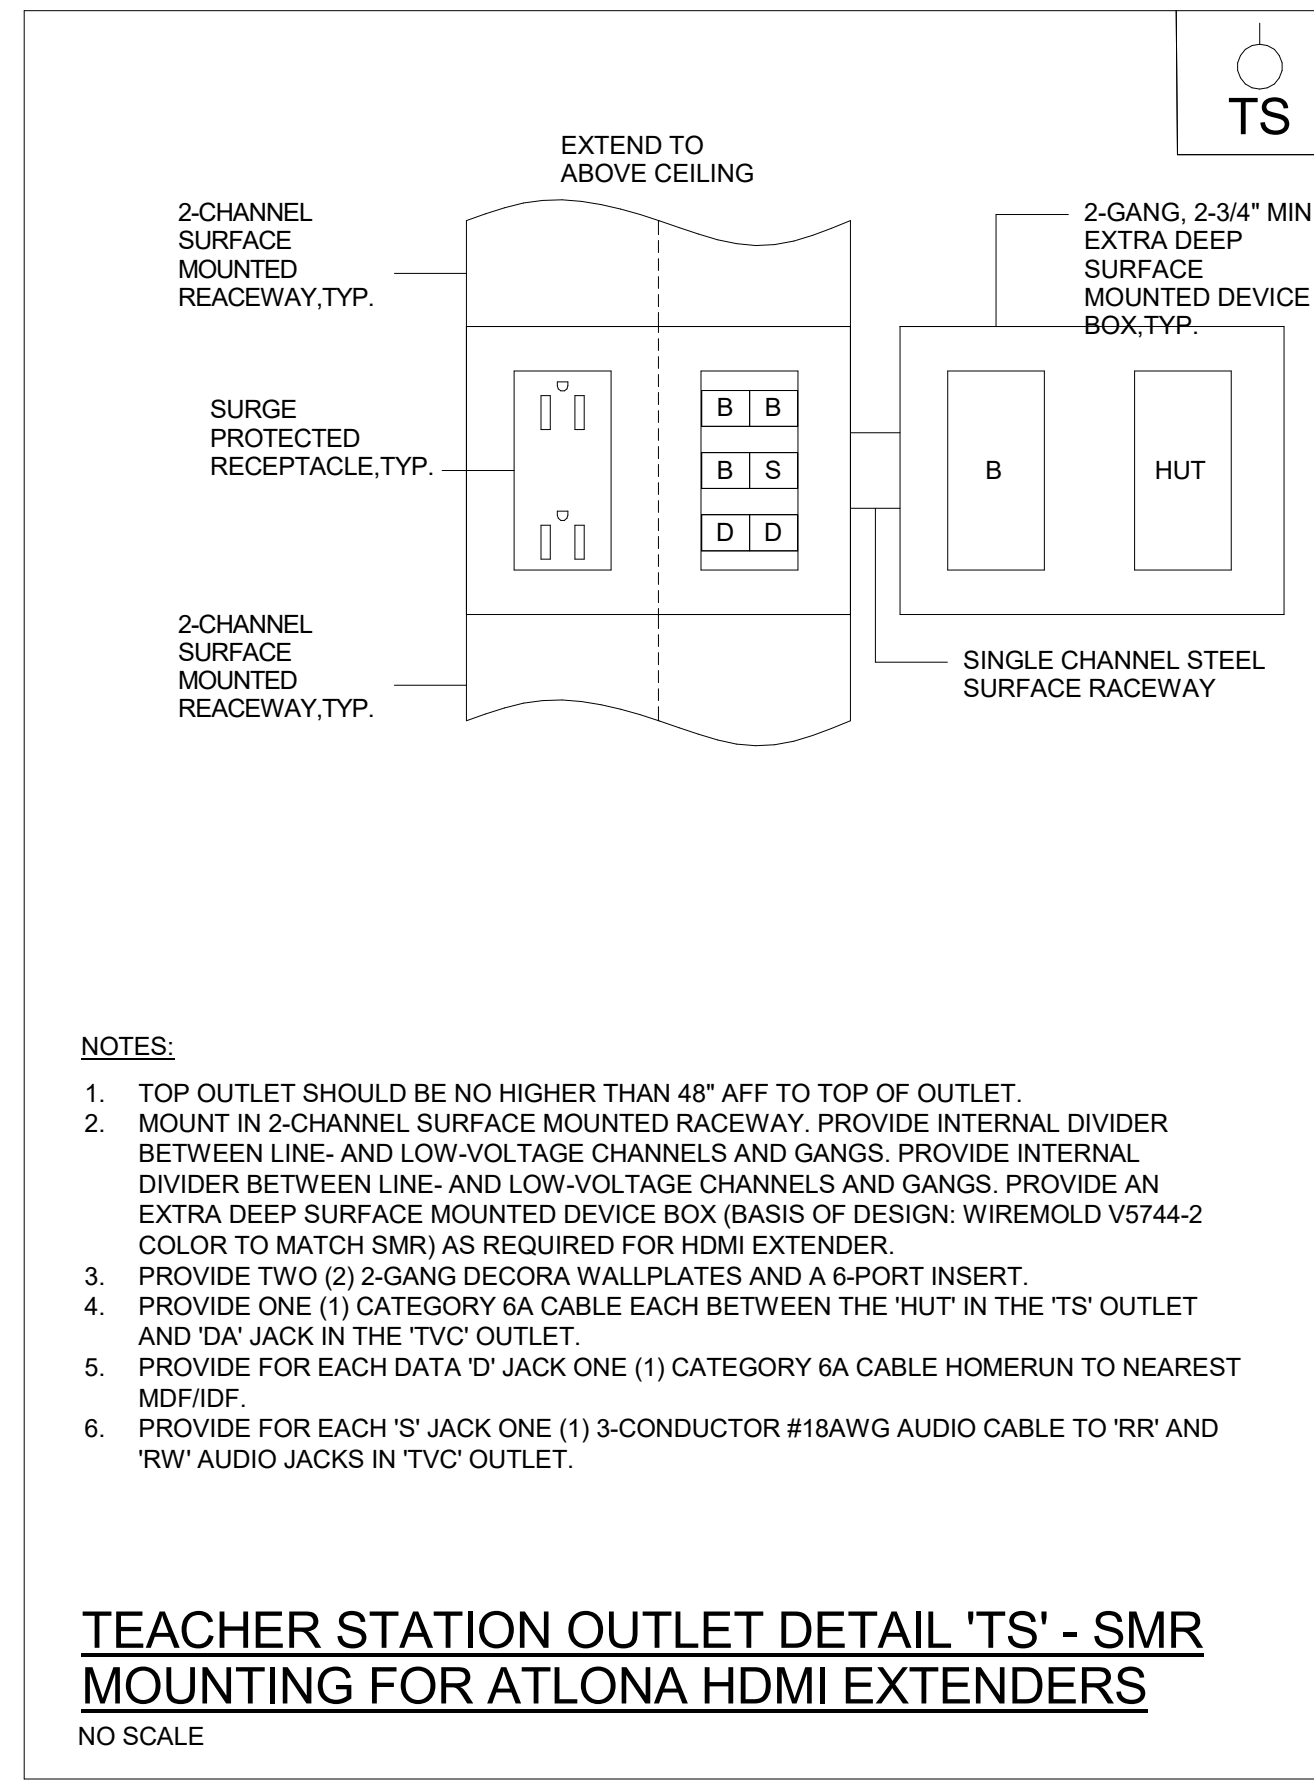 TS
EXTEND TO
ABOVE CEILING
2-CHANNEL
SURFACE
MOUNTED
REACEWAY,TYP.
2-GANG, 2-3/4" MIN
EXTRA DEEP
SURFACE
MOUNTED DEVICE
BOX,TYP.
SURGE
PROTECTED
RECEPTACLE,TYP.
B B
B S
D D
B
HUT
2-CHANNEL
SURFACE
MOUNTED
REACEWAY,TYP.
SINGLE CHANNEL STEEL
SURFACE RACEWAY
NOTES:
1. TOP OUTLET SHOULD BE NO HIGHER THAN 48" AFF TO TOP OF OUTLET.
2. MOUNT IN 2-CHANNEL SURFACE MOUNTED RACEWAY. PROVIDE INTERNAL DIVIDER
BETWEEN LINE- AND LOW-VOLTAGE CHANNELS AND GANGS. PROVIDE INTERNAL
DIVIDER BETWEEN LINE- AND LOW-VOLTAGE CHANNELS AND GANGS. PROVIDE AN
EXTRA DEEP SURFACE MOUNTED DEVICE BOX (BASIS OF DESIGN: WIREMOLD V5744-2
COLOR TO MATCH SMR) AS REQUIRED FOR HDMI EXTENDER.
3. PROVIDE TWO (2) 2-GANG DECORA WALLPLATES AND A 6-PORT INSERT.
4. PROVIDE ONE (1) CATEGORY 6A CABLE EACH BETWEEN THE 'HUT' IN THE 'TS' OUTLET
AND 'DA' JACK IN THE 'TVC' OUTLET.
5. PROVIDE FOR EACH DATA 'D' JACK ONE (1) CATEGORY 6A CABLE HOMERUN TO NEAREST
MDF/IDF.
6. PROVIDE FOR EACH 'S' JACK ONE (1) 3-CONDUCTOR #18AWG AUDIO CABLE TO 'RR' AND
'RW' AUDIO JACKS IN 'TVC' OUTLET.
TEACHER STATION OUTLET DETAIL 'TS' - SMR
MOUNTING FOR ATLONA HDMI EXTENDERS
NO SCALE